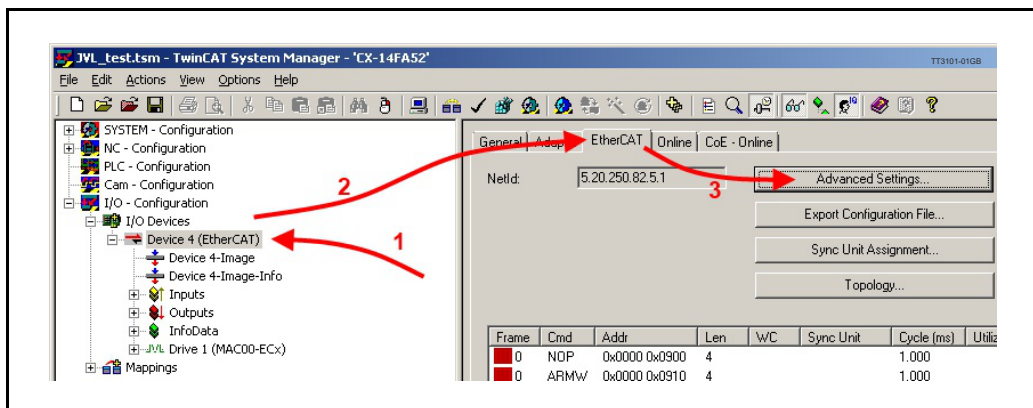 JVL_test.tsm - TwinCAT System Manager - 'CX-14FA52'
TT3101-01GB
File Edit Actions View Options Help
SYSTEM - Configuration
NC - Configuration
PLC - Configuration
Cam - Configuration
I/O - Configuration
I/O Devices
Device 4 (EtherCAT)
Device 4-Image
Device 4-Image-Info
Inputs
Outputs
InfoData
JVL Drive 1 (MAC00-ECx)
Mappings
2
1
General EtherCAT Online CoE - Online
NetId: 5.20.250.82.5.1
3
Advanced Settings...
Export Configuration File...
Sync Unit Assignment...
Topology...
Frame Cmd Addr Len WC Sync Unit Cycle (ms)
0 NOP 0x0000 0x0900 4 1.000
0 ARMW 0x0000 0x0910 4 1.000